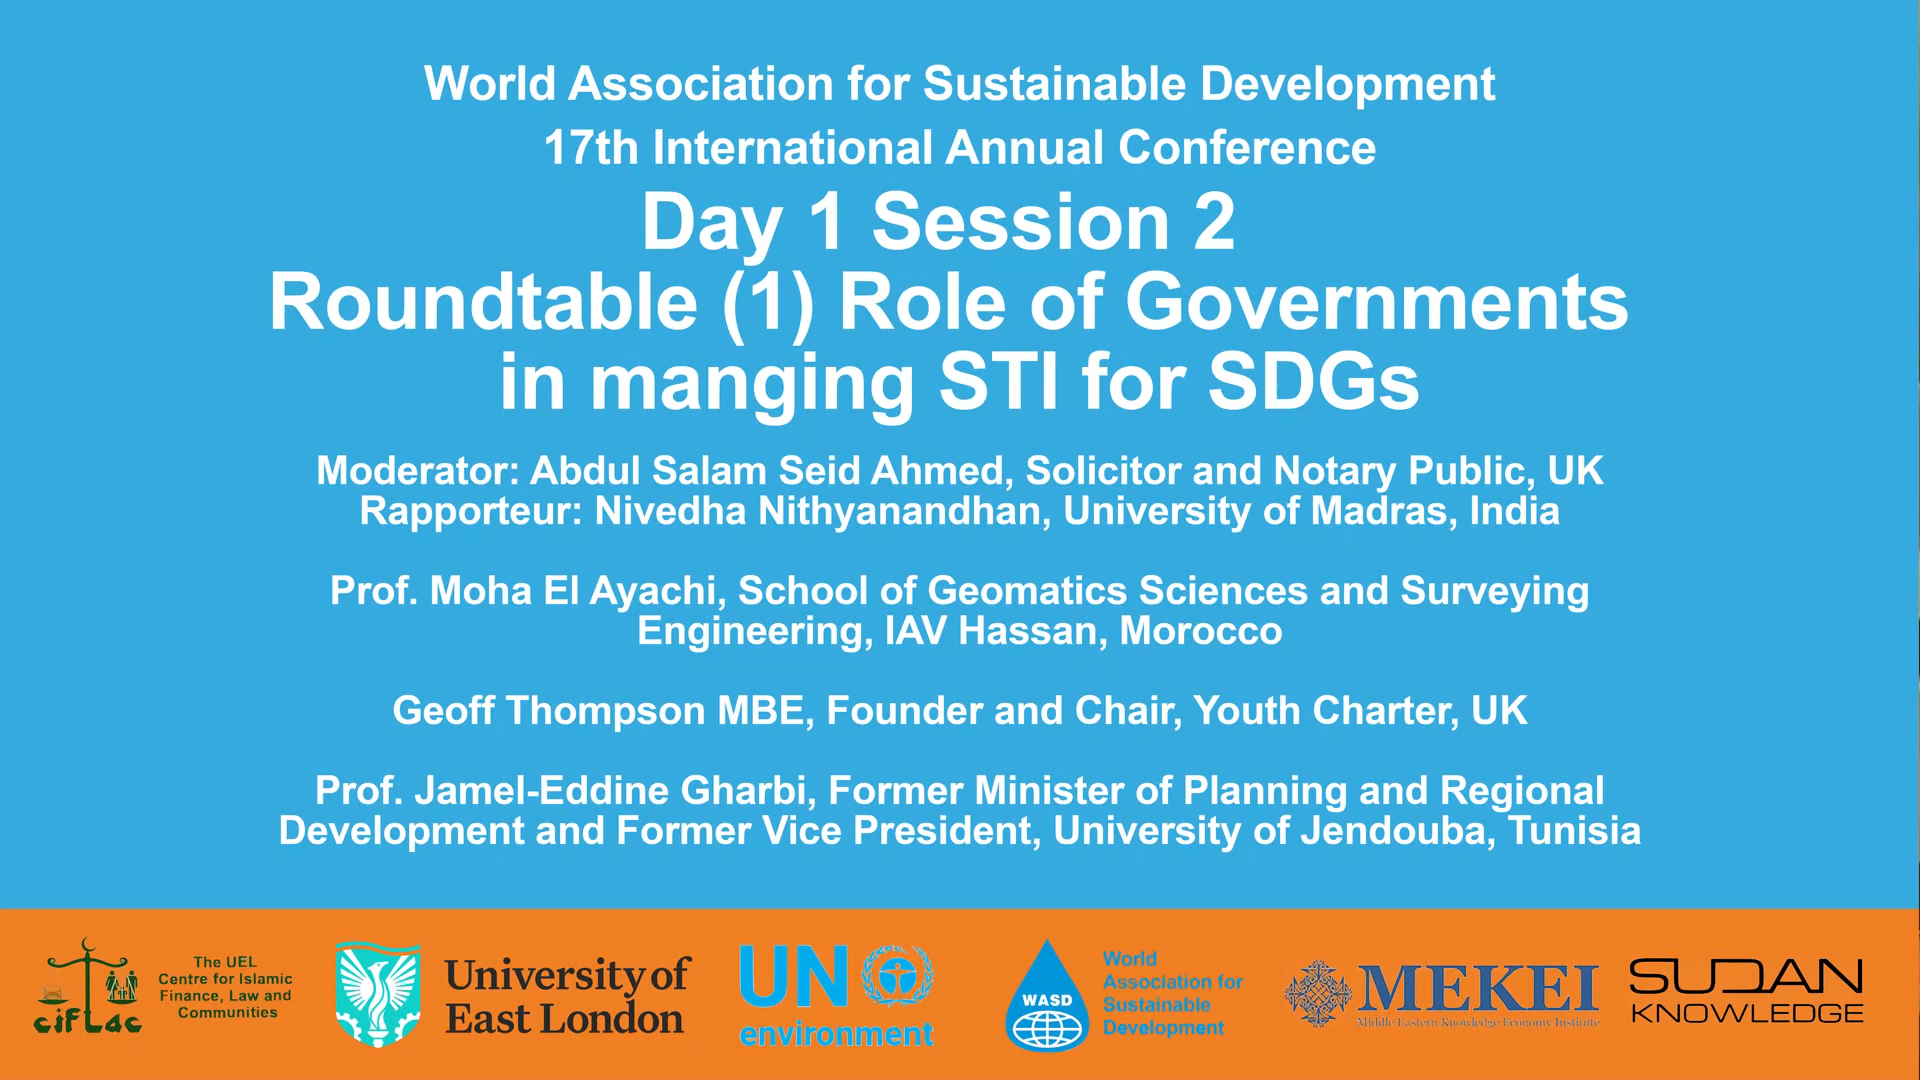 World Association for Sustainable Development
17th International Annual Conference
Day 1 Session 2
Roundtable (1) Role of Governments
in manging STI for SDGs
Moderator: Abdul Salam Seid Ahmed, Solicitor and Notary Public, UK
Rapporteur: Nivedha Nithyanandhan, University of Madras, India
Prof. Moha El Ayachi, School of Geomatics Sciences and Surveying
Engineering, IAV Hassan, Morocco
Geoff Thompson MBE, Founder and Chair, Youth Charter, UK
Prof. Jamel-Eddine Gharbi, Former Minister of Planning and Regional
Development and Former Vice President, University of Jendouba, Tunisia
ciFLac
The UEL
Centre for Islamic
Finance, Law and
Communities
University of
East London
UN
environment
WASD
World
Association for
Sustainable
Development
MEKEI
Middle Eastern Knowledge Economy Institute
SUDAN
KNOWLEDGE